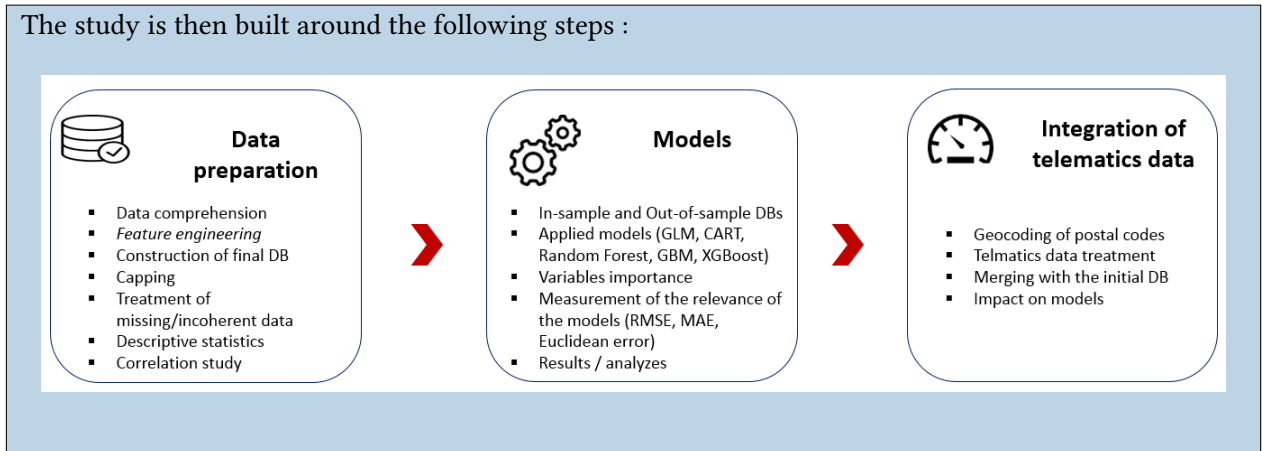 The study is then built around the following steps :
Data
preparation
▪ Data comprehension
▪ Feature engineering
▪ Construction of final DB
▪ Capping
▪ Treatment of
missing/incoherent data
▪ Descriptive statistics
▪ Correlation study
Models
▪ In-sample and Out-of-sample DBs
▪ Applied models (GLM, CART,
Random Forest, GBM, XGBoost)
▪ Variables importance
▪ Measurement of the relevance of
the models (RMSE, MAE,
Euclidean error)
▪ Results / analyzes
Integration of
telematics data
▪ Geocoding of postal codes
▪ Telmatics data treatment
▪ Merging with the initial DB
▪ Impact on models